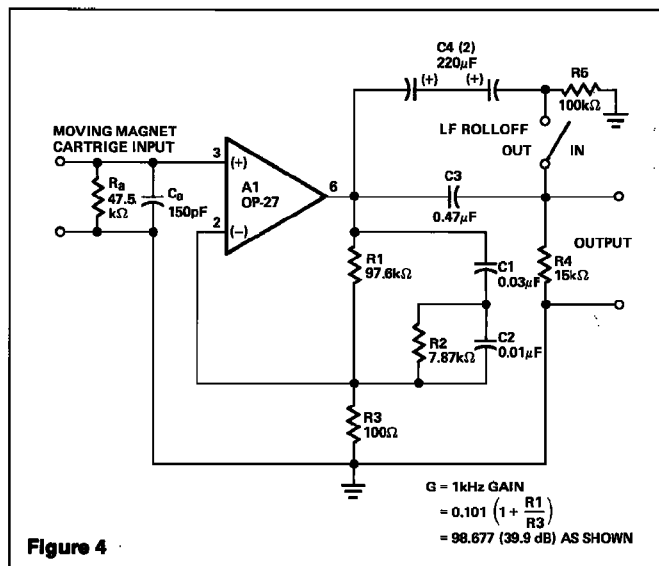 C4 (2)
220μF
(+) (+)
R5
100kΩ
LF ROLLOFF
OUT IN
MOVING MAGNET
CARTRIGE INPUT
Ra
47.5
kΩ
Ca
150pF
3
(+)
A1
OP-27
6
2
(–)
C3
0.47μF
OUTPUT
R1
97.6kΩ
C1
0.03μF
R4
15kΩ
R2
7.87kΩ
C2
0.01μF
R3
100Ω
G = 1kHz GAIN
= 0.101 (1 + R1/R3)
= 98.677 (39.9 dB) AS SHOWN
Figure 4